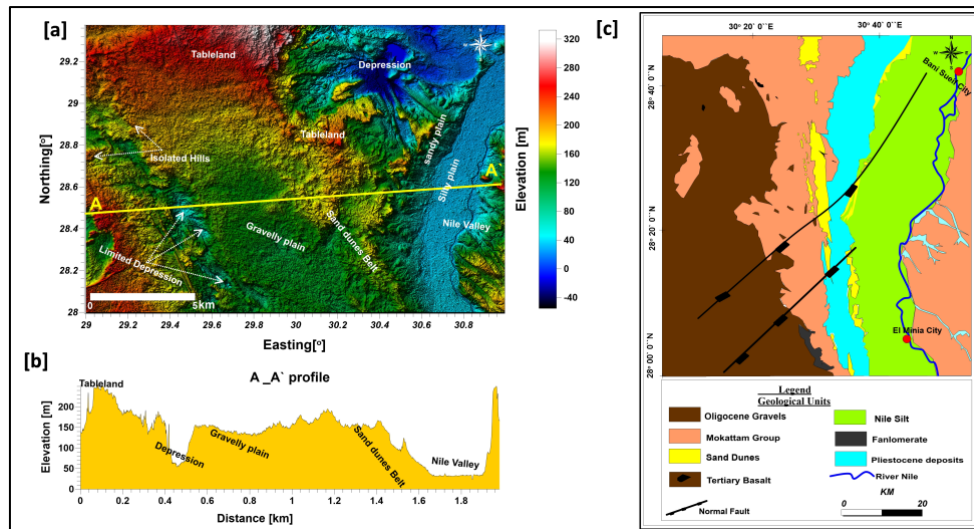 [a]
Tableland
Depression
Tableland
Isolated Hills
sandy plain
Silty plain
A
A
Sand dunes Belt
Gravelly plain
Nile Valley
Limited Depression
0
5km
29.2
29
28.8
28.6
28.4
28.2
28
29 29.2 29.4 29.6 29.8 30 30.2 30.4 30.6 30.8
Northing[°]
Easting[°]
320
280
240
200
160
120
80
40
0
-40
Elevation [m]
[b]
A _A` profile
Tableland
Depression
Gravelly plain
Sand dunes Belt
Nile Valley
200
150
100
50
0
Elevation [m]
0 0.2 0.4 0.6 0.8 1 1.2 1.4 1.6 1.8
Distance [km]
[c]
30° 20´ 0´´E 30° 40´ 0´´E
28° 40´ 0´´N
28° 20´ 0´´N
28° 00´ 0´´N
N
W
E
S
Bani Sueif City
El Minia City
Legend
Geological Units
Oligocene Gravels
Nile Silt
Mokattam Group
Fanlomerate
Sand Dunes
Pliestocene deposits
Tertiary Basalt
River Nile
KM
Normal Fault
0 20